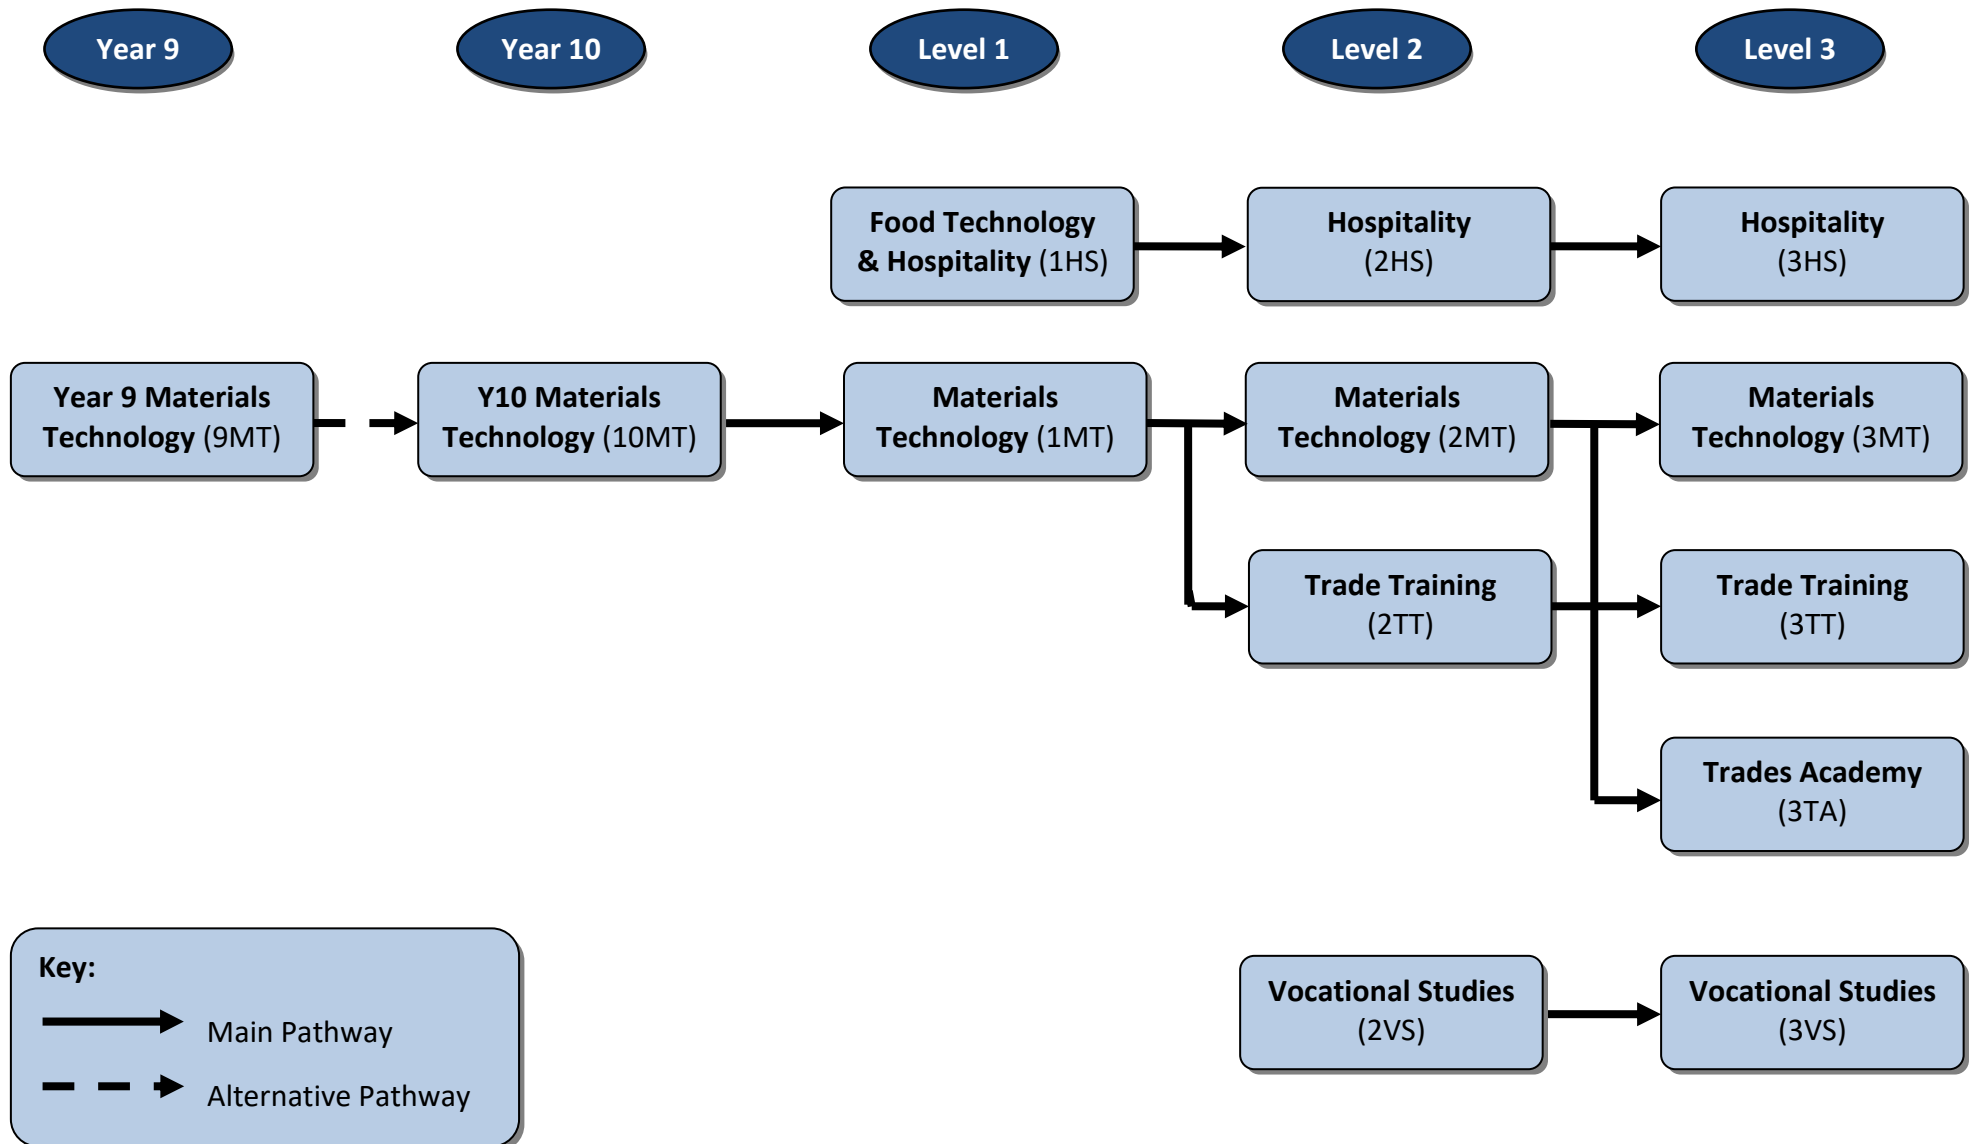 Year 9
Year 10
Level 1
Level 2
Level 3
Food Technology
& Hospitality (1HS)
Hospitality
(2HS)
Hospitality
(3HS)
Year 9 Materials
Technology (9MT)
Y10 Materials
Technology (10MT)
Materials
Technology (1MT)
Materials
Technology (2MT)
Materials
Technology (3MT)
Trade Training
(2TT)
Trade Training
(3TT)
Trades Academy
(3TA)
Key:
Main Pathway
Alternative Pathway
Vocational Studies
(2VS)
Vocational Studies
(3VS)